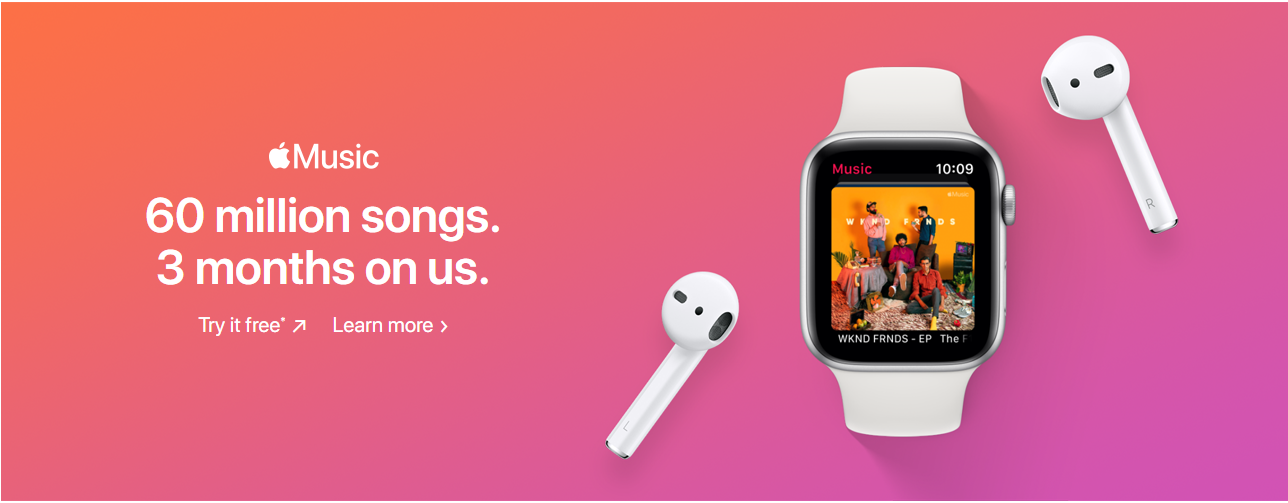 Music
60 million songs.
3 months on us.
Try it free* ↗ Learn more ›
Music 10:09
Music
WKND FRNDS
WKND FRNDS - EP The F
L
R